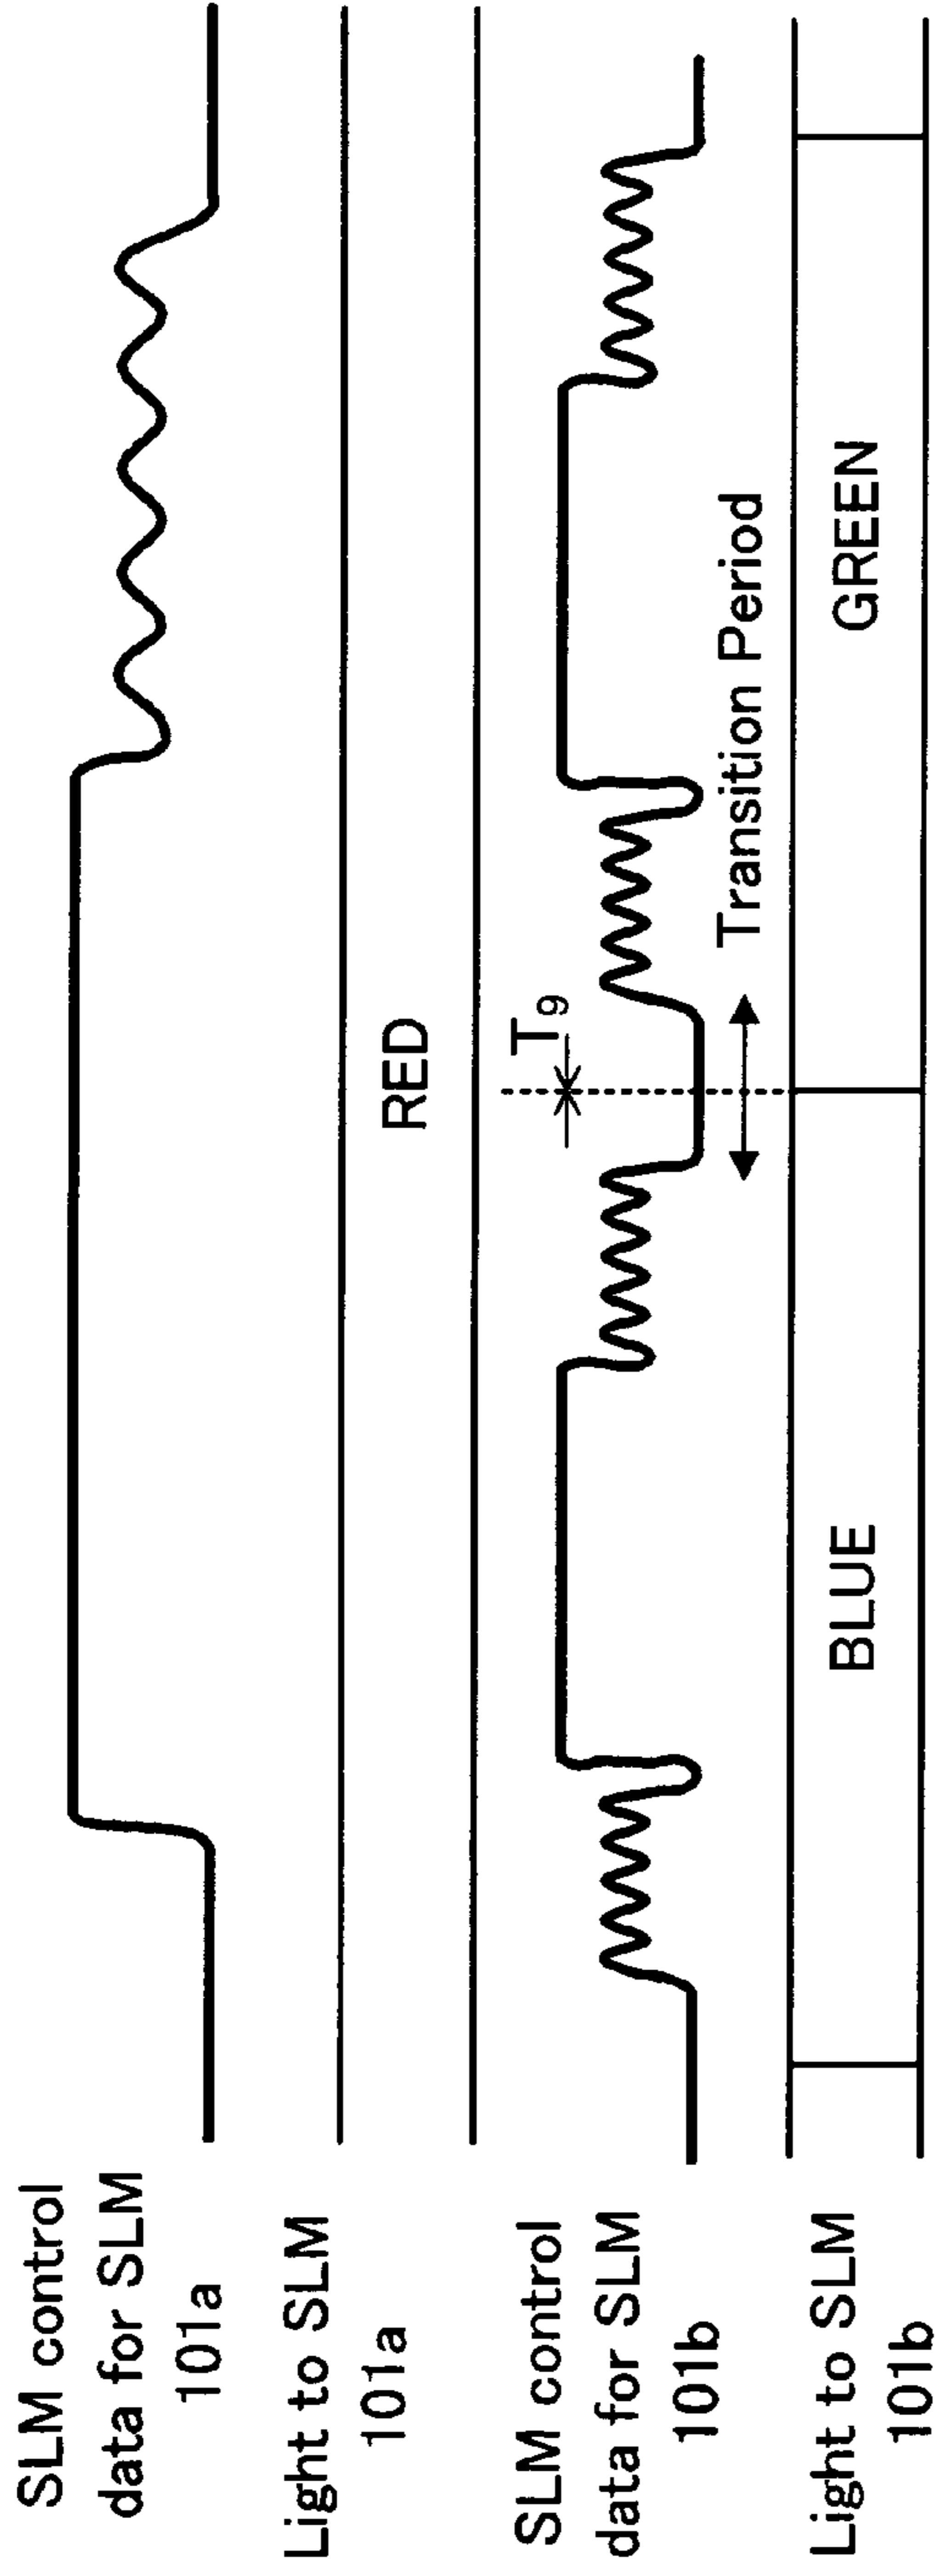 SLM control
data for SLM
101a
Light to SLM
101a
RED
SLM control
data for SLM
101b
T9
Transition Period
Light to SLM
101b
BLUE
GREEN